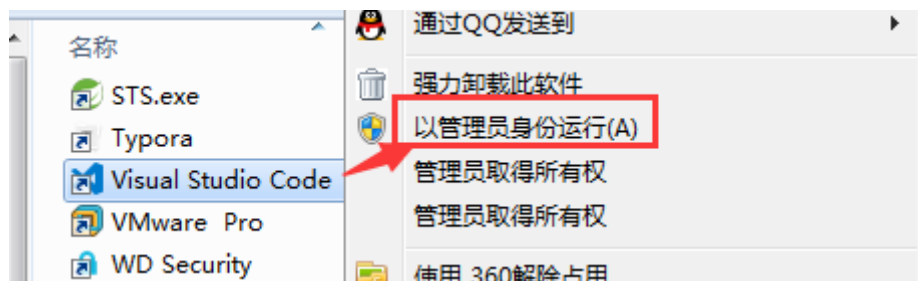 名称
STS.exe
Typora
Visual Studio Code
VMware Pro
WD Security
通过QQ发送到
强力卸载此软件
以管理员身份运行(A)
管理员取得所有权
管理员取得所有权
使用 360解除占用